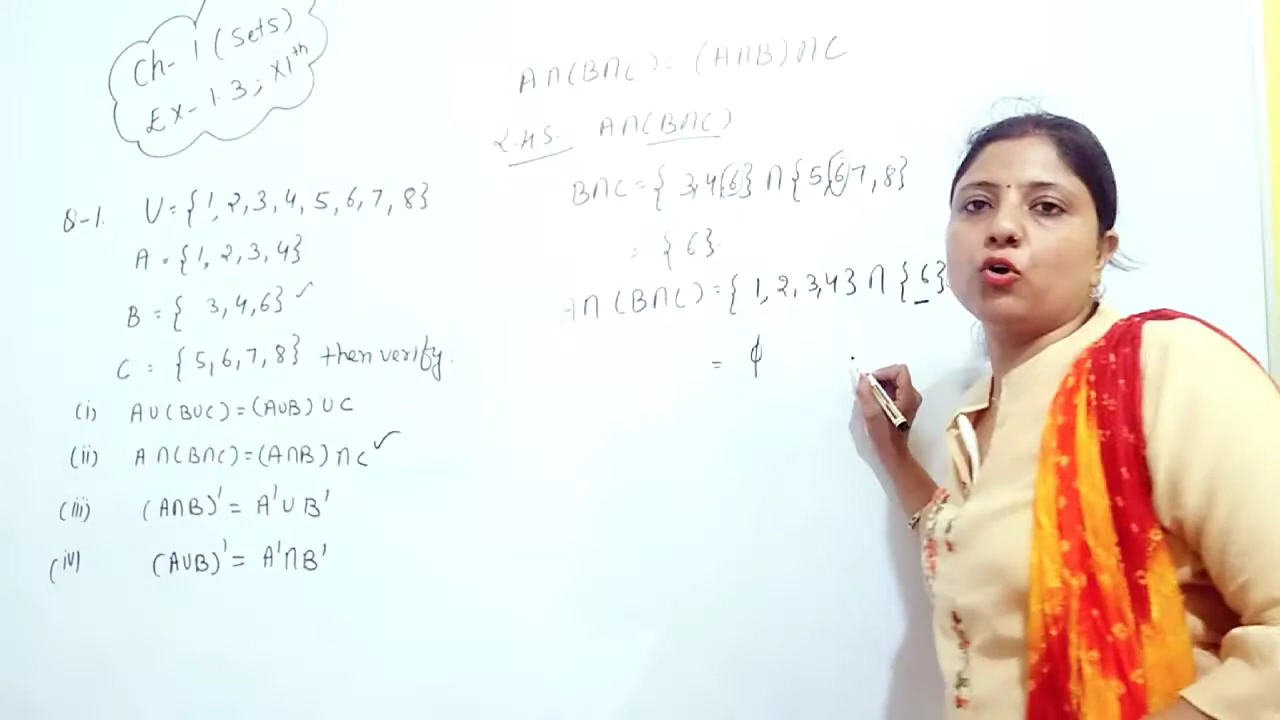 Ch-1 (Sets)
Ex-1.3; XIth
Q-1. U={1,2,3,4,5,6,7,8}
A={1,2,3,4}
B={ 3,4,6} ✓
C = {5,6,7,8} then verify.
(i) A∪(B∪C)=(A∪B)∪C
(ii) A∩(B∩C)=(A∩B)∩C ✓
(iii) (A∩B)'= A'∪B'
(iv) (A∪B)'= A'∩B'
A∩(B∩C)=(A∩B)∩C
L.H.S. A∩(B∩C)
B∩C={ 3,4,6} ∩{5,6,7,8}
= {6}.
A∩(B∩C)={1,2,3,4}∩{6}
= ϕ